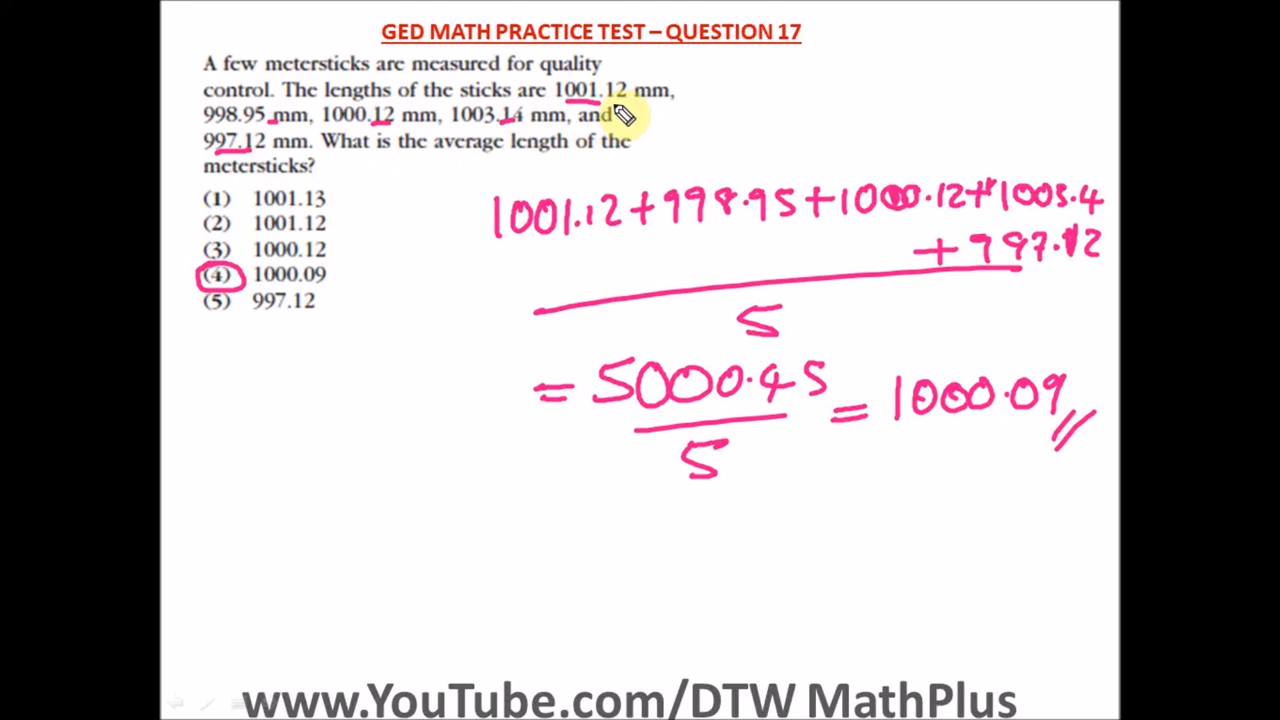 GED MATH PRACTICE TEST – QUESTION 17
A few metersticks are measured for quality
control. The lengths of the sticks are 1001.12 mm,
998.95 mm, 1000.12 mm, 1003.14 mm, and
997.12 mm. What is the average length of the
metersticks?
(1) 1001.13
(2) 1001.12
(3) 1000.12
(4) 1000.09
(5) 997.12
1001.12+998.95+1000.12+1003.4
+997.12
5
= 5000.45 = 1000.09
5
www.YouTube.com/DTW MathPlus